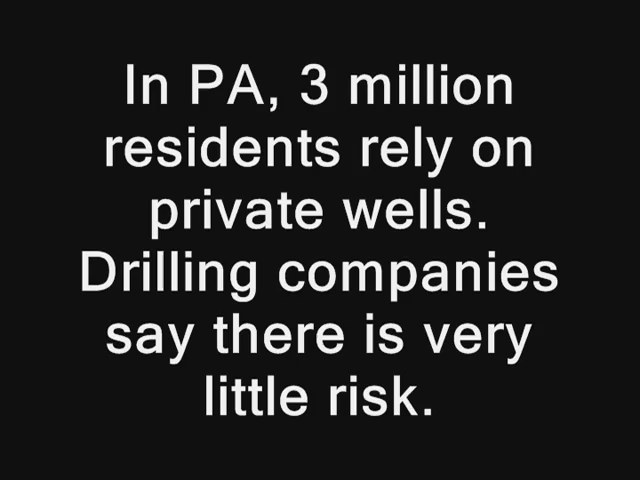 In PA, 3 million
residents rely on
private wells.
Drilling companies
say there is very
little risk.